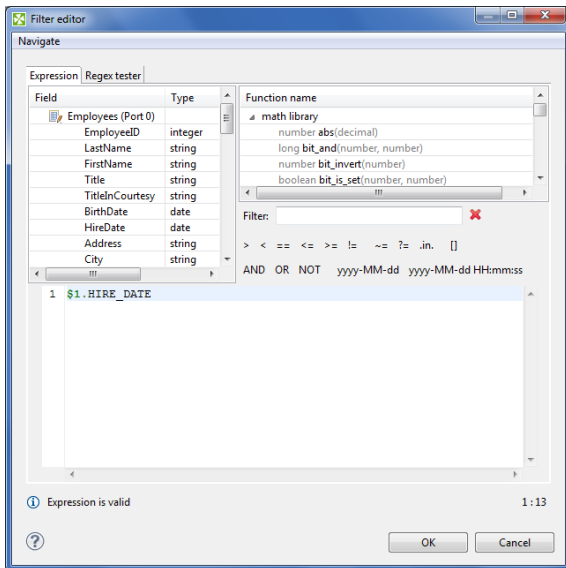 Filter editor
Navigate
Expression Regex tester
Field Type
Employees (Port 0)
EmployeeID integer
LastName string
FirstName string
Title string
TitleInCourtesy string
BirthDate date
HireDate date
Address string
City string
Function name
math library
number abs(decimal)
long bit_and(number, number)
number bit_invert(number)
boolean bit_is_set(number, number)
Filter:
> < == <= >= != ~= ?= .in. []
AND OR NOT yyyy-MM-dd yyyy-MM-dd HH:mm:ss
1 $1.HIRE_DATE
Expression is valid 1:13
OK Cancel